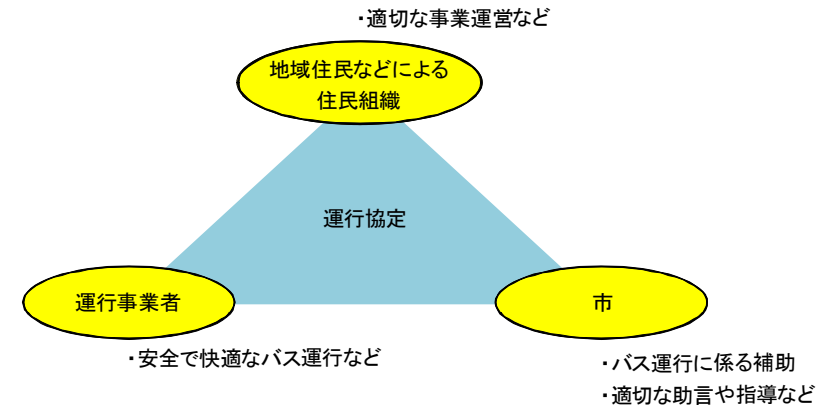 ・適切な事業運営など
地域住民などによる
住民組織
運行協定
運行事業者
市
・安全で快適なバス運行など
・バス運行に係る補助
・適切な助言や指導など